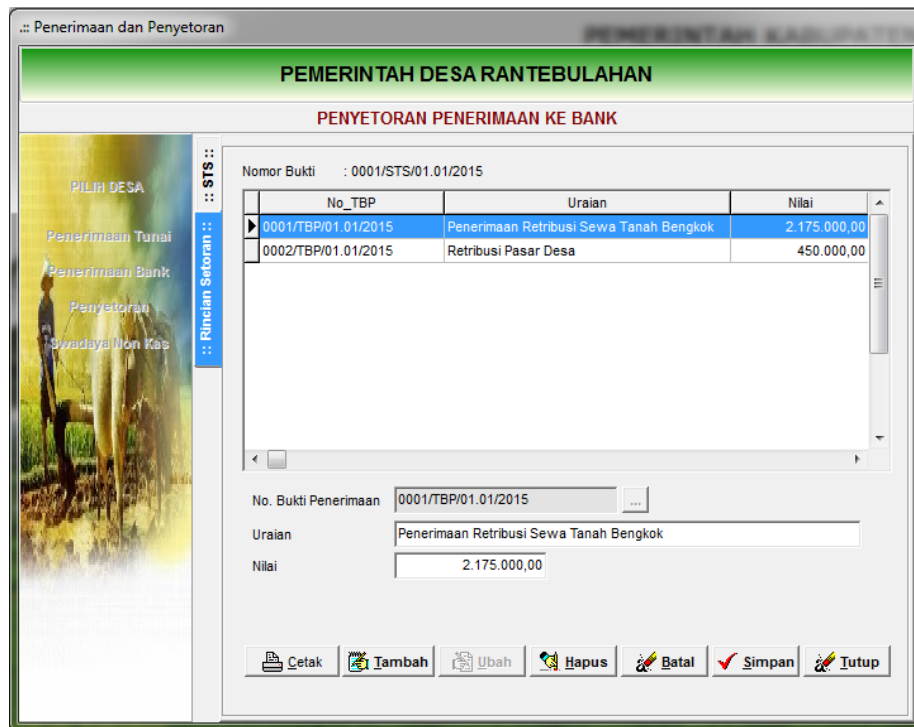 .:: Penerimaan dan Penyetoran
PEMERINTAH KABUPATEN
PEMERINTAH DESA RANTEBULAHAN
PENYETORAN PENERIMAAN KE BANK
PILIH DESA
Penerimaan Tunai
Penerimaan Bank
Penyetoran
Swadaya Non Kas
:: STS ::
:: Rincian Setoran ::
Nomor Bukti : 0001/STS/01.01/2015
No_TBP Uraian Nilai
0001/TBP/01.01/2015 Penerimaan Retribusi Sewa Tanah Bengkok 2.175.000,00
0002/TBP/01.01/2015 Retribusi Pasar Desa 450.000,00
No. Bukti Penerimaan 0001/TBP/01.01/2015 ...
Uraian Penerimaan Retribusi Sewa Tanah Bengkok
Nilai 2.175.000,00
Cetak Tambah Ubah Hapus Batal Simpan Tutup